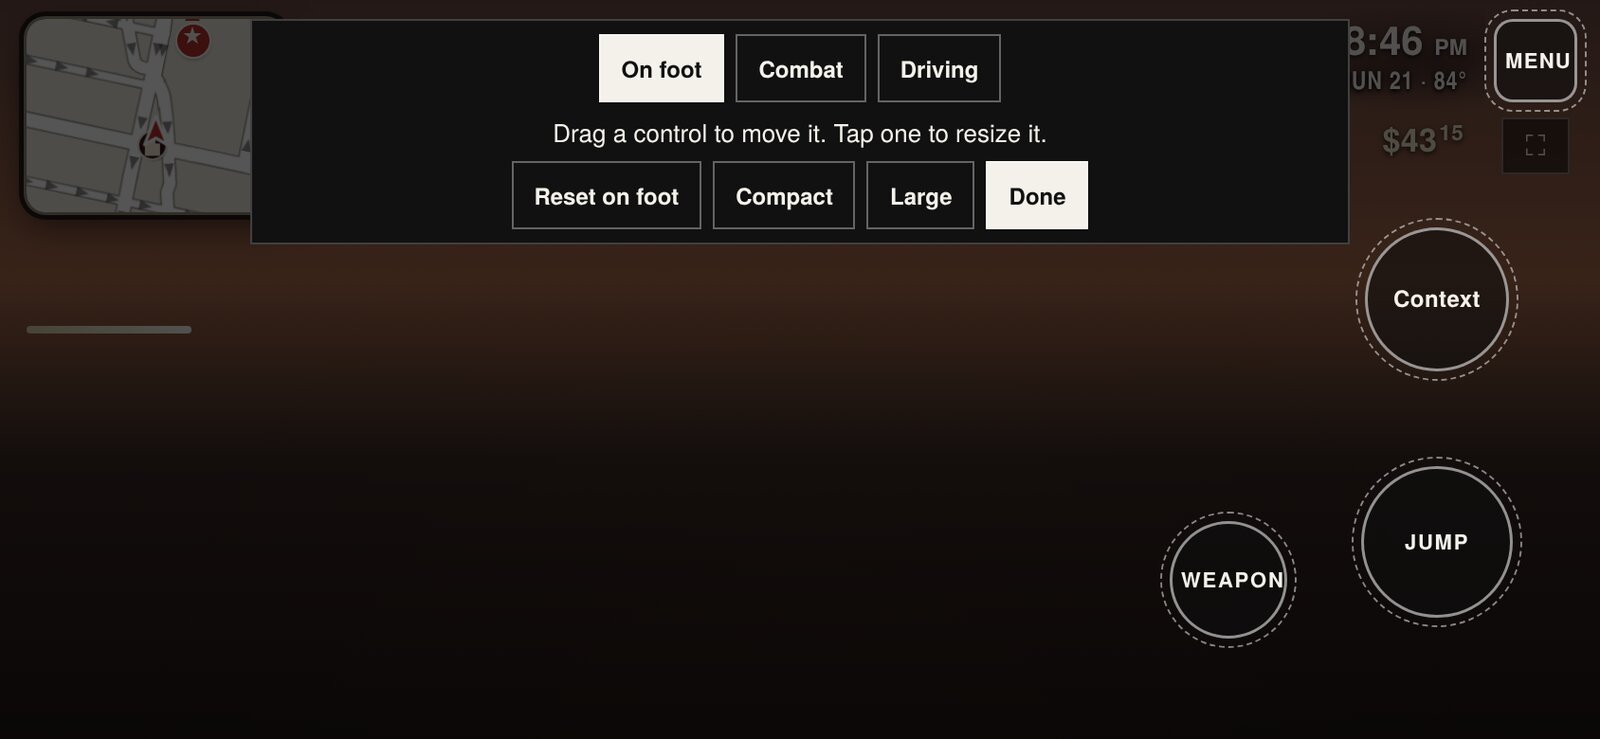 On foot Combat Driving
Drag a control to move it. Tap one to resize it.
Reset on foot Compact Large Done
8:46 PM
UN 21 · 84°
$43 15
MENU
Context
JUMP
WEAPON